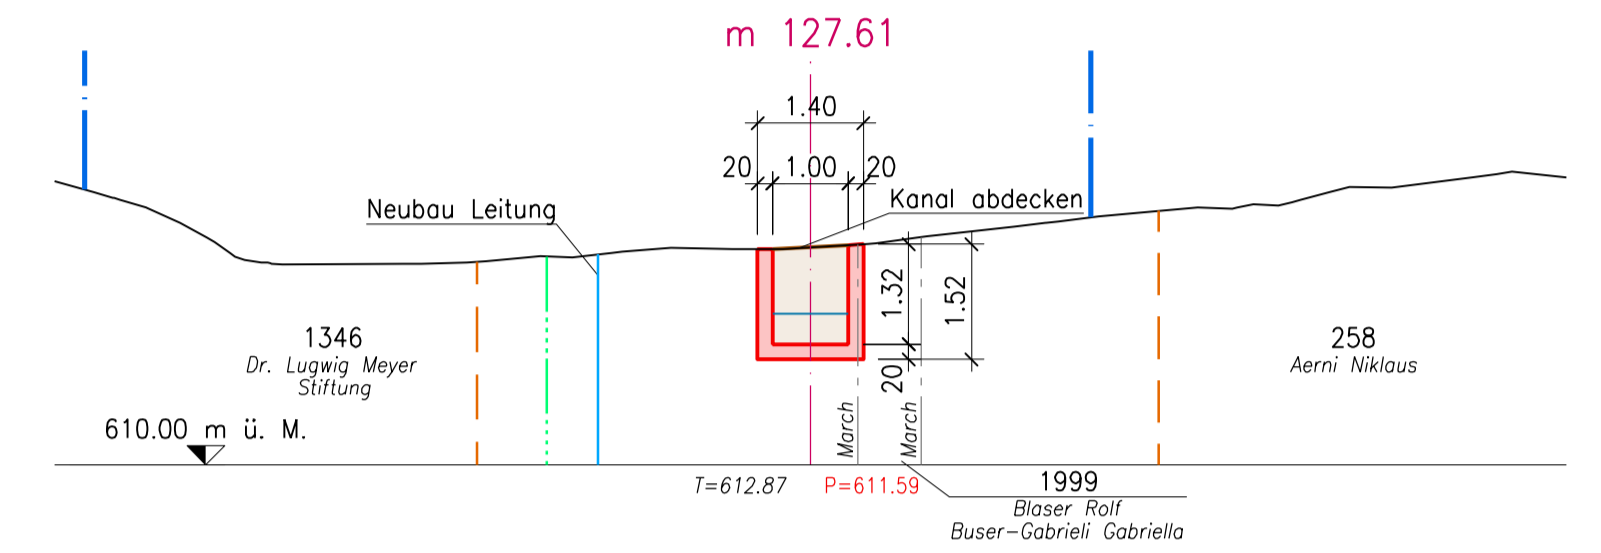 m 127.61
1.40
20
1.00
20
Neubau Leitung
Kanal abdecken
1.32
1.52
20
1346
Dr. Lugwig Meyer
Stiftung
258
Aerni Niklaus
610.00 m ü. M.
March
March
T=612.87
P=611.59
1999
Blaser Rolf
Buser-Gabrieli Gabriella